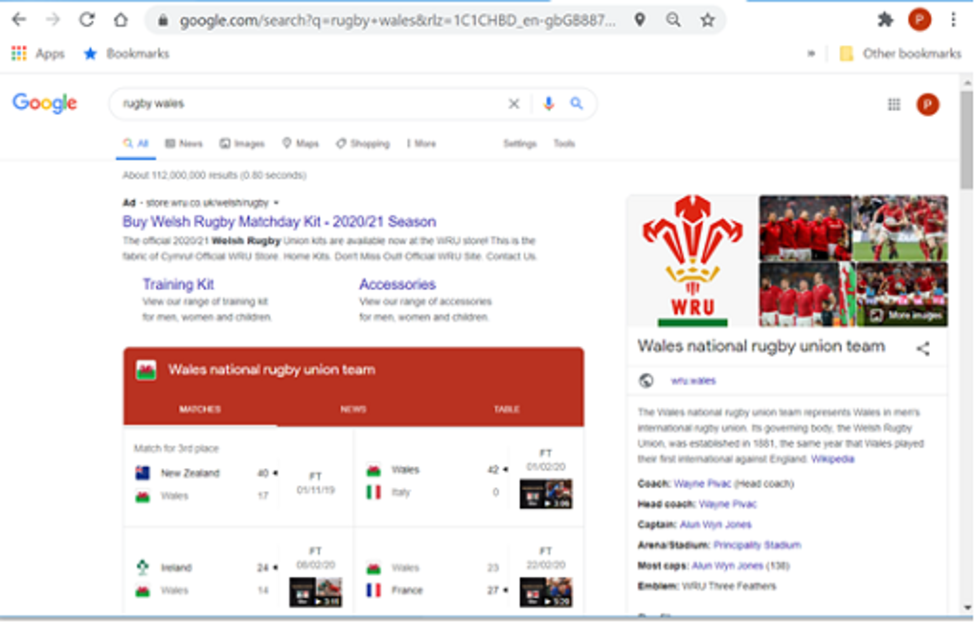 google.com/search?q=rugby+wales&rlz=1C1CHBD_en-gbGB887...
P
Apps
Bookmarks
»
Other bookmarks
Google
rugby wales
P
All
News
Images
Maps
Shopping
More
Settings
Tools
About 112,000,000 results (0.80 seconds)
Ad · store.wru.co.uk/welsh/rugby
Buy Welsh Rugby Matchday Kit - 2020/21 Season
The official 2020/21 Welsh Rugby Union kits are available now at the WRU store! This is the
fabric of Cymru! Official WRU Store. Home Kits. Don't Miss Out! Official WRU Site. Contact Us.
Training Kit
View our range of training kit
for men, women and children.
Accessories
View our range of accessories
for men, women and children.
Wales national rugby union team
MATCHES
NEWS
TABLE
Match for 3rd place
New Zealand 40
Wales 17
FT
01/11/19
Wales 42
Italy 0
FT
01/02/20
3:06
Ireland 24
Wales 14
FT
08/02/20
Wales 23
France 27
FT
22/02/20
5:29
WRU
More images
Wales national rugby union team
wru.wales
The Wales national rugby union team represents Wales in men's
international rugby union. Its governing body, the Welsh Rugby
Union, was established in 1881, the same year that Wales played
their first international against England. Wikipedia
Coach: Wayne Pivac (Head coach)
Head coach: Wayne Pivac
Captain: Alun Wyn Jones
Arena/Stadium: Principality Stadium
Most caps: Alun Wyn Jones (138)
Emblem: WRU Three Feathers